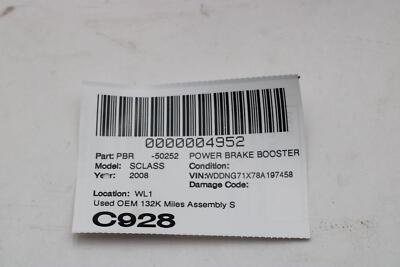 0000004952
Part: PBR -50252 POWER BRAKE BOOSTER
Model: SCLASS Condition:
Year: 2008 VIN:WDDNG71X78A197458
Damage Code:
Location: WL1
Used OEM 132K Miles Assembly S
C928